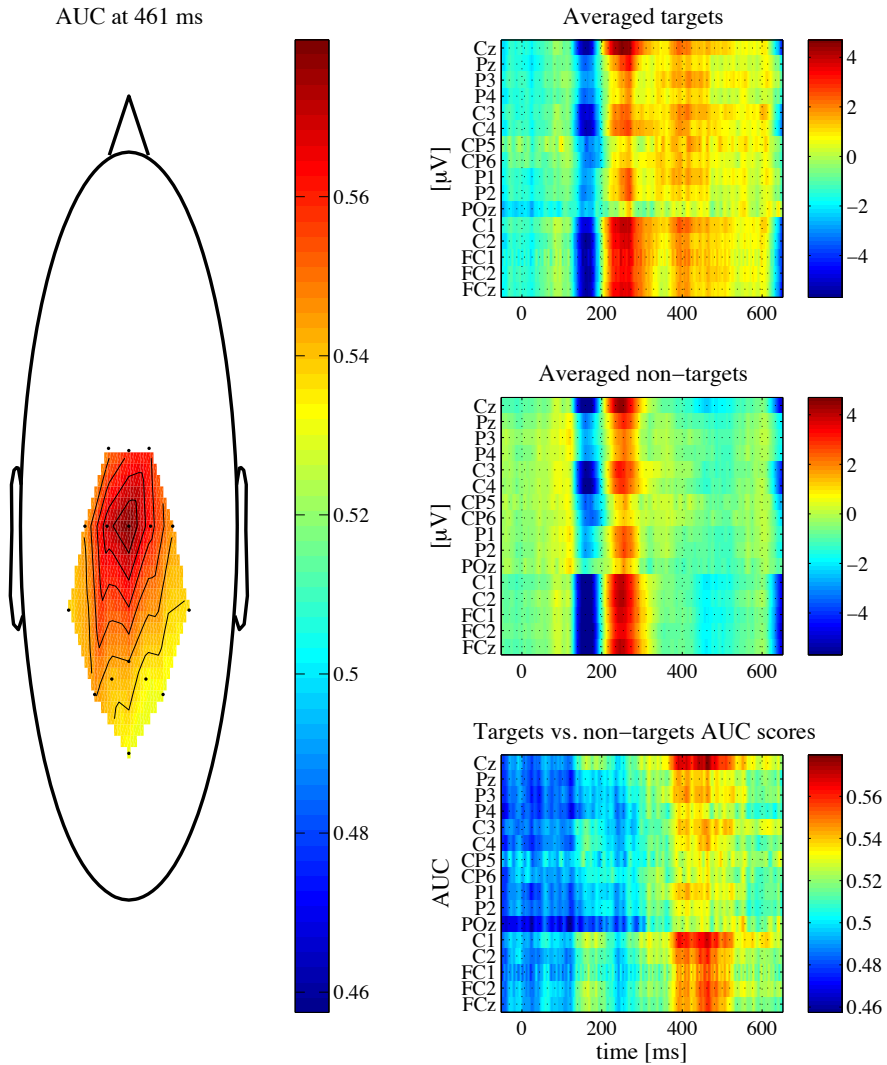 AUC at 461 ms
0.56
0.54
0.52
0.5
0.48
0.46
Averaged targets
[µV]
Cz
Pz
P3
P4
C3
C4
CP5
CP6
P1
P2
POz
C1
C2
FC1
FC2
FCz
0
200
400
600
4
2
0
−2
−4
Averaged non−targets
[µV]
Cz
Pz
P3
P4
C3
C4
CP5
CP6
P1
P2
POz
C1
C2
FC1
FC2
FCz
0
200
400
600
4
2
0
−2
−4
Targets vs. non−targets AUC scores
AUC
Cz
Pz
P3
P4
C3
C4
CP5
CP6
P1
P2
POz
C1
C2
FC1
FC2
FCz
0
200
400
600
time [ms]
0.56
0.54
0.52
0.5
0.48
0.46